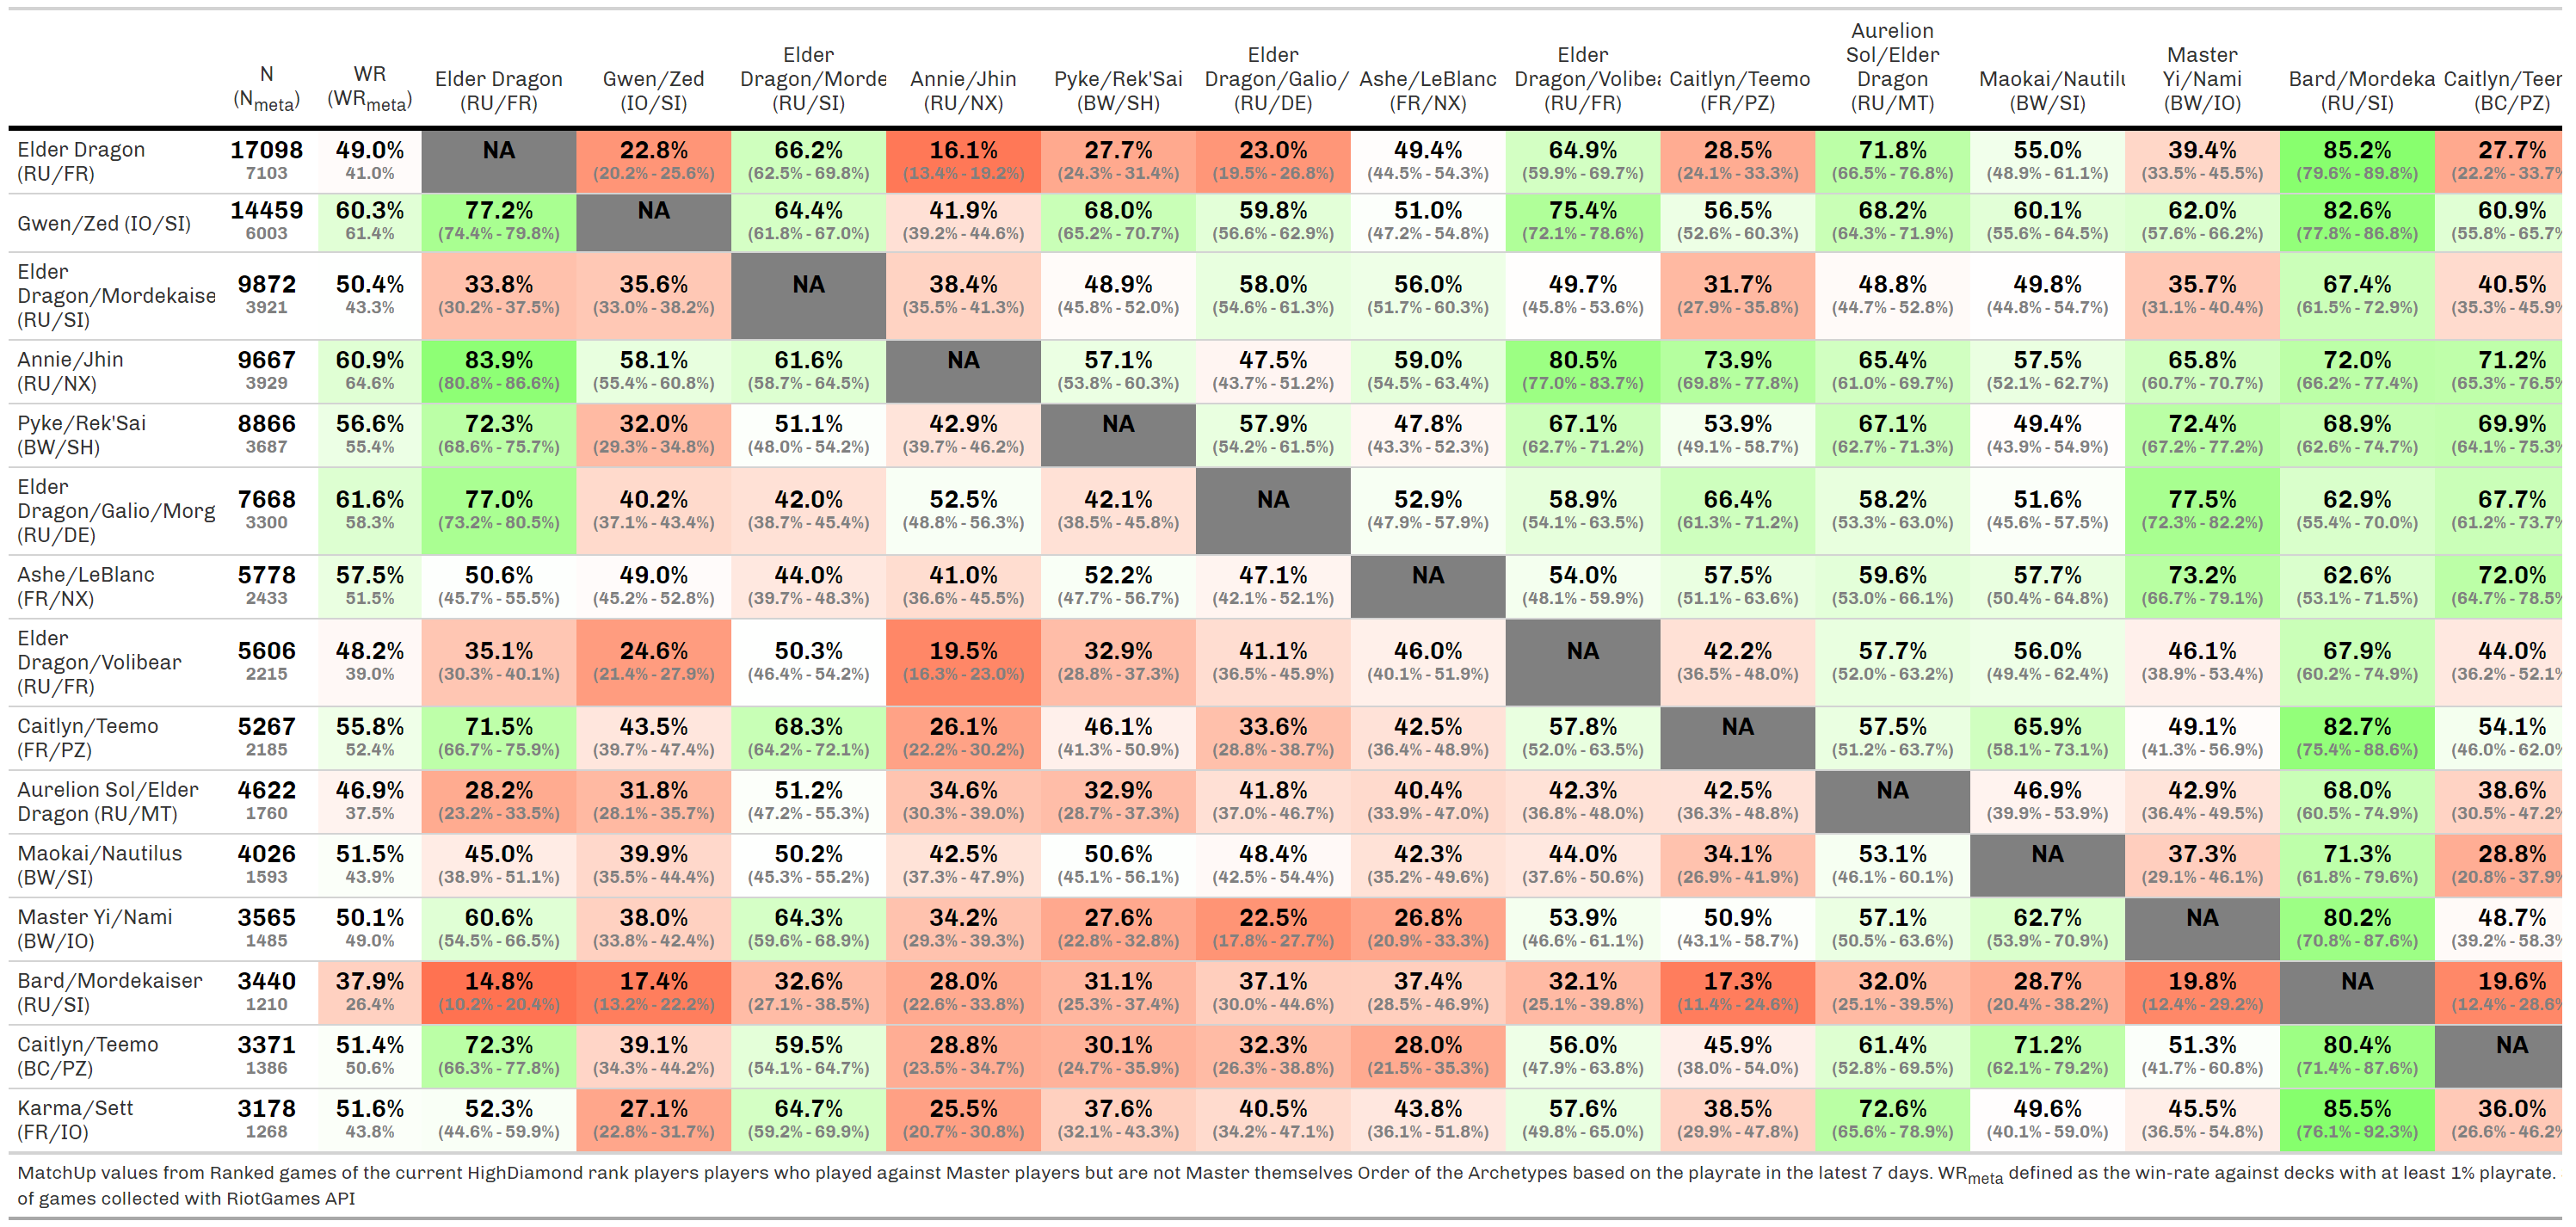 N (N_meta) WR (WR_meta) Elder Dragon (RU/FR) Gwen/Zed (IO/SI) Elder Dragon/Morde (RU/SI) Annie/Jhin (RU/NX) Pyke/Rek'Sai (BW/SH) Elder Dragon/Galio/ (RU/DE) Ashe/LeBlanc (FR/NX) Elder Dragon/Volibea (RU/FR) Caitlyn/Teemo (FR/PZ) Aurelion Sol/Elder Dragon (RU/MT) Maokai/Nautilu (BW/SI) Master Yi/Nami (BW/IO) Bard/Mordeka (RU/SI) Caitlyn/Teer (BC/PZ)
Elder Dragon 17098 49.0% NA 22.8% 66.2% 16.1% 27.7% 23.0% 49.4% 64.9% 28.5% 71.8% 55.0% 39.4% 85.2% 27.7%
(RU/FR) 7103 41.0% (20.2% - 25.6%) (62.5% - 69.8%) (13.4% - 19.2%) (24.3% - 31.4%) (19.5% - 26.8%) (44.5% - 54.3%) (59.9% - 69.7%) (24.1% - 33.3%) (66.5% - 76.8%) (48.9% - 61.1%) (33.5% - 45.5%) (79.6% - 89.8%) (22.2% - 33.7%
Gwen/Zed (IO/SI) 14459 60.3% 77.2% NA 64.4% 41.9% 68.0% 59.8% 51.0% 75.4% 56.5% 68.2% 60.1% 62.0% 82.6% 60.9%
6003 61.4% (74.4% - 79.8%) (61.8% - 67.0%) (39.2% - 44.6%) (65.2% - 70.7%) (56.6% - 62.9%) (47.2% - 54.8%) (72.1% - 78.6%) (52.6% - 60.3%) (64.3% - 71.9%) (55.6% - 64.5%) (57.6% - 66.2%) (77.8% - 86.8%) (55.8% - 65.7%
Elder
Dragon/Mordekaise 9872 50.4% 33.8% 35.6% NA 38.4% 48.9% 58.0% 56.0% 49.7% 31.7% 48.8% 49.8% 35.7% 67.4% 40.5%
(RU/SI) 3921 43.3% (30.2% - 37.5%) (33.0% - 38.2%) (35.5% - 41.3%) (45.8% - 52.0%) (54.6% - 61.3%) (51.7% - 60.3%) (45.8% - 53.6%) (27.9% - 35.8%) (44.7% - 52.8%) (44.8% - 54.7%) (31.1% - 40.4%) (61.5% - 72.9%) (35.3% - 45.9%
Annie/Jhin 9667 60.9% 83.9% 58.1% 61.6% NA 57.1% 47.5% 59.0% 80.5% 73.9% 65.4% 57.5% 65.8% 72.0% 71.2%
(RU/NX) 3929 64.6% (80.8% - 86.6%) (55.4% - 60.8%) (58.7% - 64.5%) (53.8% - 60.3%) (43.7% - 51.2%) (54.5% - 63.4%) (77.0% - 83.7%) (69.8% - 77.8%) (61.0% - 69.7%) (52.1% - 62.7%) (60.7% - 70.7%) (66.2% - 77.4%) (65.3% - 76.5%
Pyke/Rek'Sai 8866 56.6% 72.3% 32.0% 51.1% 42.9% NA 57.9% 47.8% 67.1% 53.9% 67.1% 49.4% 72.4% 68.9% 69.9%
(BW/SH) 3687 55.4% (68.6% - 75.7%) (29.3% - 34.8%) (48.0% - 54.2%) (39.7% - 46.2%) (54.2% - 61.5%) (43.3% - 52.3%) (62.7% - 71.2%) (49.1% - 58.7%) (62.7% - 71.3%) (43.9% - 54.9%) (67.2% - 77.2%) (62.6% - 74.7%) (64.1% - 75.3%
Elder
Dragon/Galio/Morg 7668 61.6% 77.0% 40.2% 42.0% 52.5% 42.1% NA 52.9% 58.9% 66.4% 58.2% 51.6% 77.5% 62.9% 67.7%
(RU/DE) 3300 58.3% (73.2% - 80.5%) (37.1% - 43.4%) (38.7% - 45.4%) (48.8% - 56.3%) (38.5% - 45.8%) (47.9% - 57.9%) (54.1% - 63.5%) (61.3% - 71.2%) (53.3% - 63.0%) (45.6% - 57.5%) (72.3% - 82.2%) (55.4% - 70.0%) (61.2% - 73.7%
Ashe/LeBlanc 5778 57.5% 50.6% 49.0% 44.0% 41.0% 52.2% 47.1% NA 54.0% 57.5% 59.6% 57.7% 73.2% 62.6% 72.0%
(FR/NX) 2433 51.5% (45.7% - 55.5%) (45.2% - 52.8%) (39.7% - 48.3%) (36.6% - 45.5%) (47.7% - 56.7%) (42.1% - 52.1%) (48.1% - 59.9%) (51.1% - 63.6%) (53.0% - 66.1%) (50.4% - 64.8%) (66.7% - 79.1%) (53.1% - 71.5%) (64.7% - 78.5%
Elder
Dragon/Volibear 5606 48.2% 35.1% 24.6% 50.3% 19.5% 32.9% 41.1% 46.0% NA 42.2% 57.7% 56.0% 46.1% 67.9% 44.0%
(RU/FR) 2215 39.0% (30.3% - 40.1%) (21.4% - 27.9%) (46.4% - 54.2%) (16.3% - 23.0%) (28.8% - 37.3%) (36.5% - 45.9%) (40.1% - 51.9%) (36.5% - 48.0%) (52.0% - 63.2%) (49.4% - 62.4%) (38.9% - 53.4%) (60.2% - 74.9%) (36.2% - 52.1%
Caitlyn/Teemo 5267 55.8% 71.5% 43.5% 68.3% 26.1% 46.1% 33.6% 42.5% 57.8% NA 57.5% 65.9% 49.1% 82.7% 54.1%
(FR/PZ) 2185 52.4% (66.7% - 75.9%) (39.7% - 47.4%) (64.2% - 72.1%) (22.2% - 30.2%) (41.3% - 50.9%) (28.8% - 38.7%) (36.4% - 48.9%) (52.0% - 63.5%) (51.2% - 63.7%) (58.1% - 73.1%) (41.3% - 56.9%) (75.4% - 88.6%) (46.0% - 62.0%
Aurelion Sol/Elder 4622 46.9% 28.2% 31.8% 51.2% 34.6% 32.9% 41.8% 40.4% 42.3% 42.5% NA 46.9% 42.9% 68.0% 38.6%
Dragon (RU/MT) 1760 37.5% (23.2% - 33.5%) (28.1% - 35.7%) (47.2% - 55.3%) (30.3% - 39.0%) (28.7% - 37.3%) (37.0% - 46.7%) (33.9% - 47.0%) (36.8% - 48.0%) (36.3% - 48.8%) (39.9% - 53.9%) (36.4% - 49.5%) (60.5% - 74.9%) (30.5% - 47.2%
Maokai/Nautilus 4026 51.5% 45.0% 39.9% 50.2% 42.5% 50.6% 48.4% 42.3% 44.0% 34.1% 53.1% NA 37.3% 71.3% 28.8%
(BW/SI) 1593 43.9% (38.9% - 51.1%) (35.5% - 44.4%) (45.3% - 55.2%) (37.3% - 47.9%) (45.1% - 56.1%) (42.5% - 54.4%) (35.2% - 49.6%) (37.6% - 50.6%) (26.9% - 41.9%) (46.1% - 60.1%) (29.1% - 46.1%) (61.8% - 79.6%) (20.8% - 37.9%
Master Yi/Nami 3565 50.1% 60.6% 38.0% 64.3% 34.2% 27.6% 22.5% 26.8% 53.9% 50.9% 57.1% 62.7% NA 80.2% 48.7%
(BW/IO) 1485 49.0% (54.5% - 66.5%) (33.8% - 42.4%) (59.6% - 68.9%) (29.3% - 39.3%) (22.8% - 32.8%) (17.8% - 27.7%) (20.9% - 33.3%) (46.6% - 61.1%) (43.1% - 58.7%) (50.5% - 63.6%) (53.9% - 70.9%) (70.8% - 87.6%) (39.2% - 58.3%
Bard/Mordekaiser 3440 37.9% 14.8% 17.4% 32.6% 28.0% 31.1% 37.1% 37.4% 32.1% 17.3% 32.0% 28.7% 19.8% NA 19.6%
(RU/SI) 1210 26.4% (10.2% - 20.4%) (13.2% - 22.2%) (27.1% - 38.5%) (22.6% - 33.8%) (25.3% - 37.4%) (30.0% - 44.6%) (28.5% - 46.9%) (25.1% - 39.8%) (11.4% - 24.6%) (25.1% - 39.5%) (20.4% - 38.2%) (12.4% - 29.2%) (12.4% - 28.6%
Caitlyn/Teemo 3371 51.4% 72.3% 39.1% 59.5% 28.8% 30.1% 32.3% 28.0% 56.0% 45.9% 61.4% 71.2% 51.3% 80.4% NA
(BC/PZ) 1386 50.6% (66.3% - 77.8%) (34.3% - 44.2%) (54.1% - 64.7%) (23.5% - 34.7%) (24.7% - 35.9%) (26.3% - 38.8%) (21.5% - 35.3%) (47.9% - 63.8%) (38.0% - 54.0%) (52.8% - 69.5%) (62.1% - 79.2%) (41.7% - 60.8%) (71.4% - 87.6%)
Karma/Sett 3178 51.6% 52.3% 27.1% 64.7% 25.5% 37.6% 40.5% 43.8% 57.6% 38.5% 72.6% 49.6% 45.5% 85.5% 36.0%
(FR/IO) 1268 43.8% (44.6% - 59.9%) (22.8% - 31.7%) (59.2% - 69.9%) (20.7% - 30.8%) (32.1% - 43.3%) (34.2% - 47.1%) (36.1% - 51.8%) (49.8% - 65.0%) (29.9% - 47.8%) (65.6% - 78.9%) (40.1% - 59.0%) (36.5% - 54.8%) (76.1% - 92.3%) (26.6% - 46.2%
MatchUp values from Ranked games of the current HighDiamond rank players players who played against Master players but are not Master themselves Order of the Archetypes based on the playrate in the latest 7 days. WR_meta defined as the win-rate against decks with at least 1% playrate.
of games collected with RiotGames API